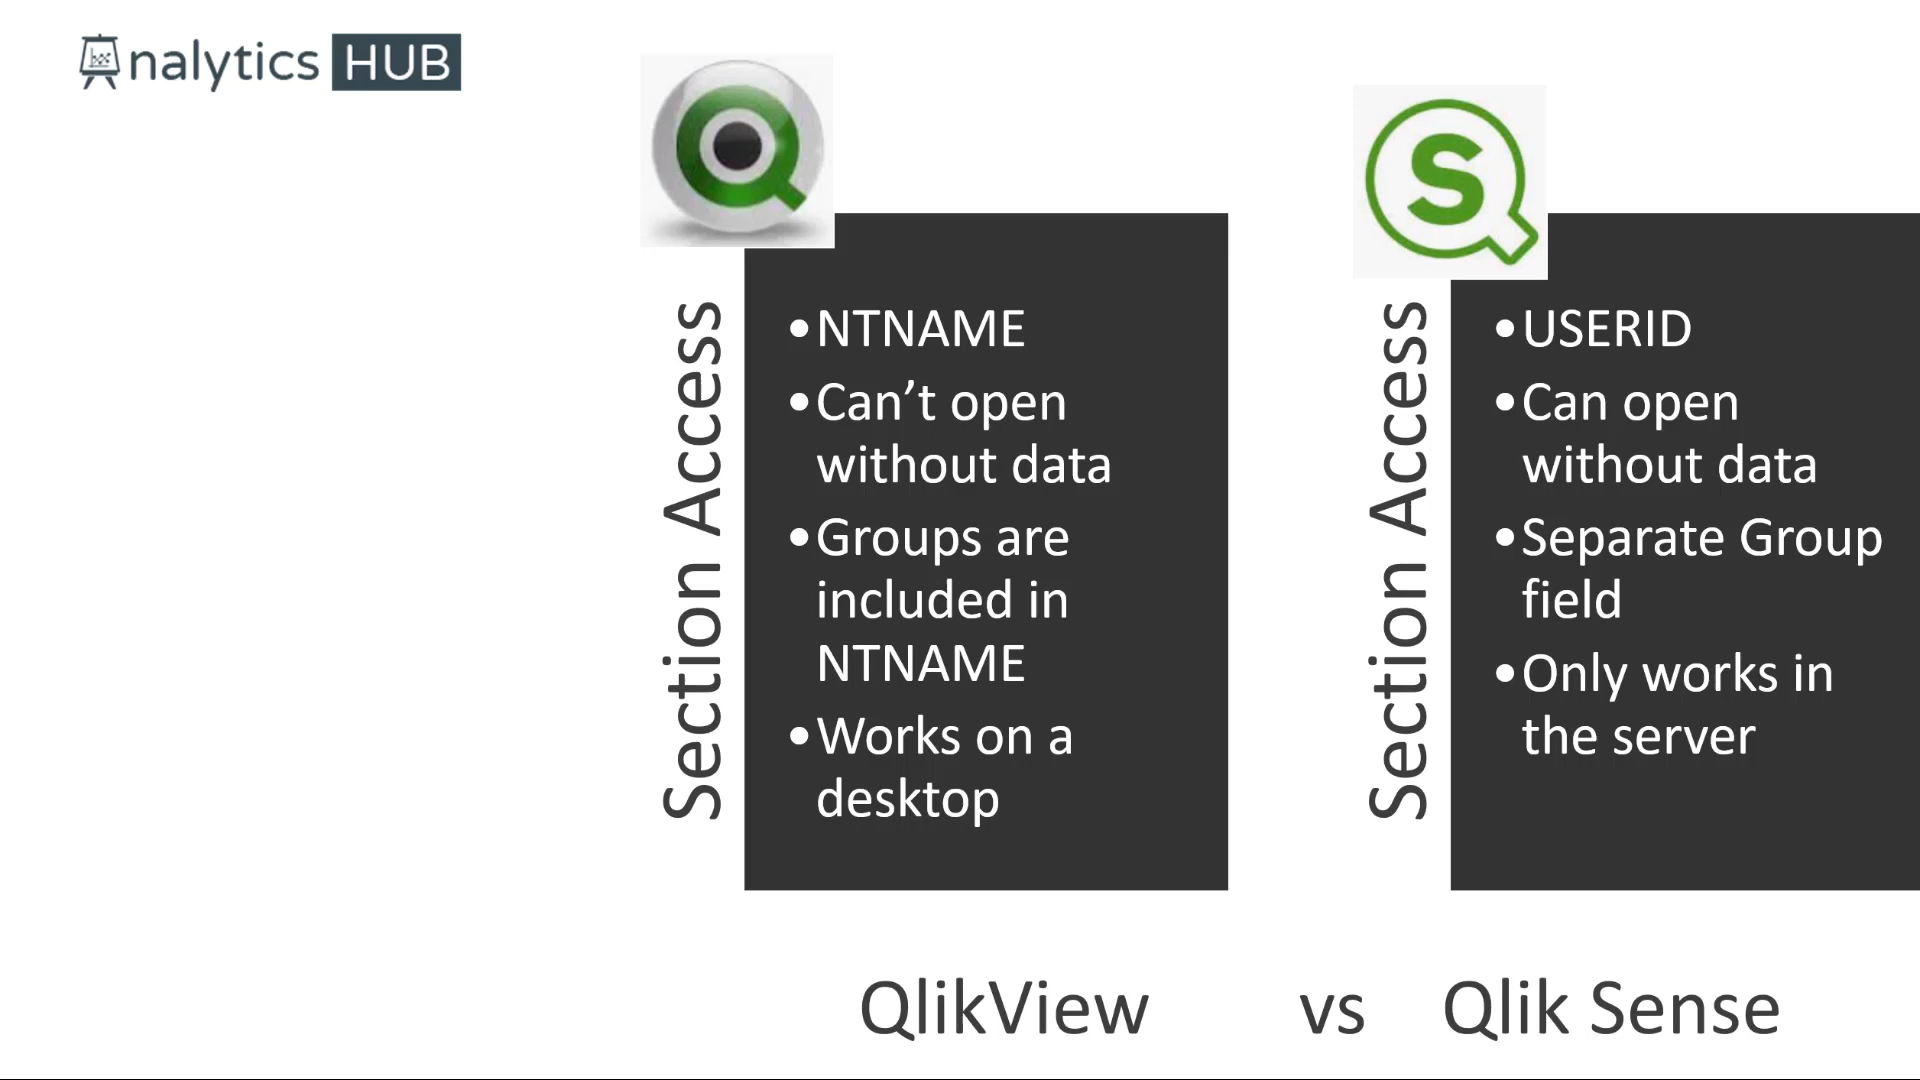 nalytics HUB
Section Access
•NTNAME
•Can’t open
without data
•Groups are
included in
NTNAME
•Works on a
desktop
S
Section Access
•USERID
•Can open
without data
•Separate Group
field
•Only works in
the server
QlikView vs Qlik Sense